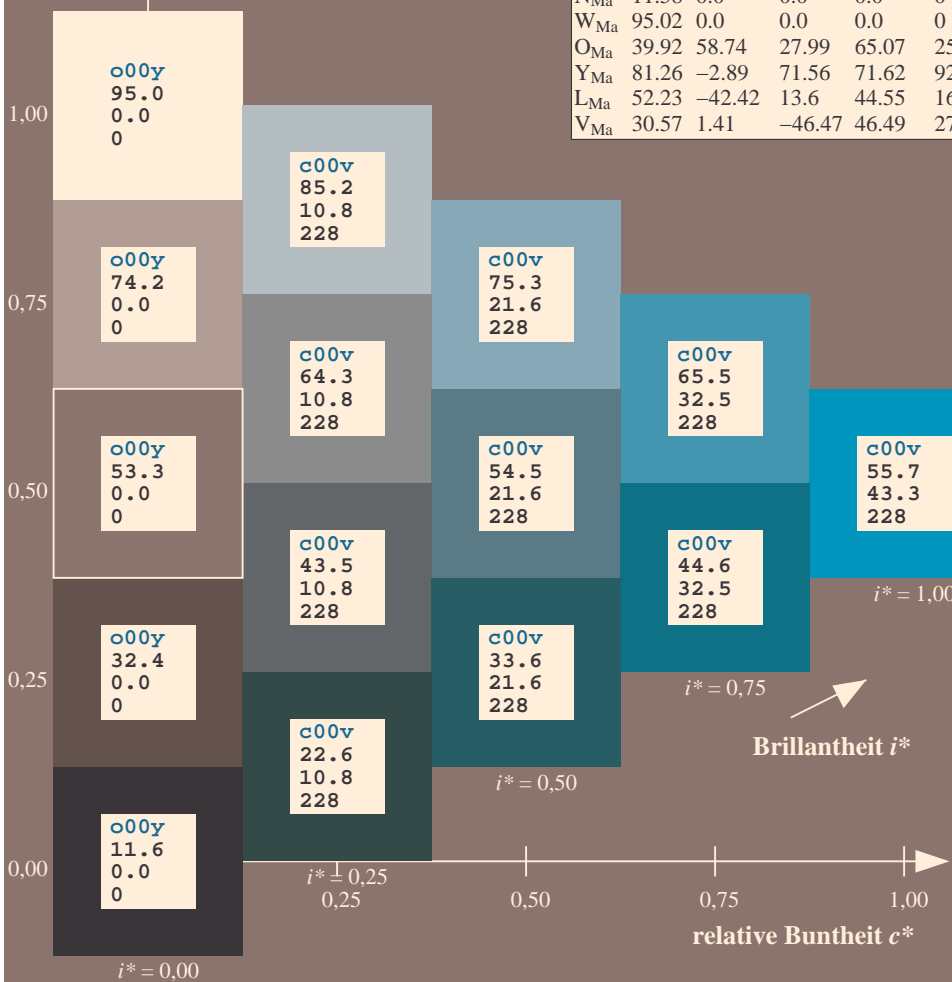 W_Ma 95.02 0.0 0.0 0.0 0
O_Ma 39.92 58.74 27.99 65.07 25
Y_Ma 81.26 −2.89 71.56 71.62 92
L_Ma 52.23 −42.42 13.6 44.55 16
V_Ma 30.57 1.41 −46.47 46.49 27
o00y
95.0
0.0
0
1,00
c00v
85.2
10.8
228
o00y
74.2
0.0
0
c00v
75.3
21.6
228
0,75
c00v
64.3
10.8
228
c00v
65.5
32.5
228
o00y
53.3
0.0
0
c00v
54.5
21.6
228
c00v
55.7
43.3
228
0,50
c00v
43.5
10.8
228
c00v
44.6
32.5
228
i* = 1,00
o00y
32.4
0.0
0
c00v
33.6
21.6
228
0,25
i* = 0,75
c00v
22.6
10.8
228
Brillantheit i*
i* = 0,50
o00y
11.6
0.0
0
0,00
i* = 0,25
0,25 0,50 0,75 1,00
relative Buntheit c*
i* = 0,00